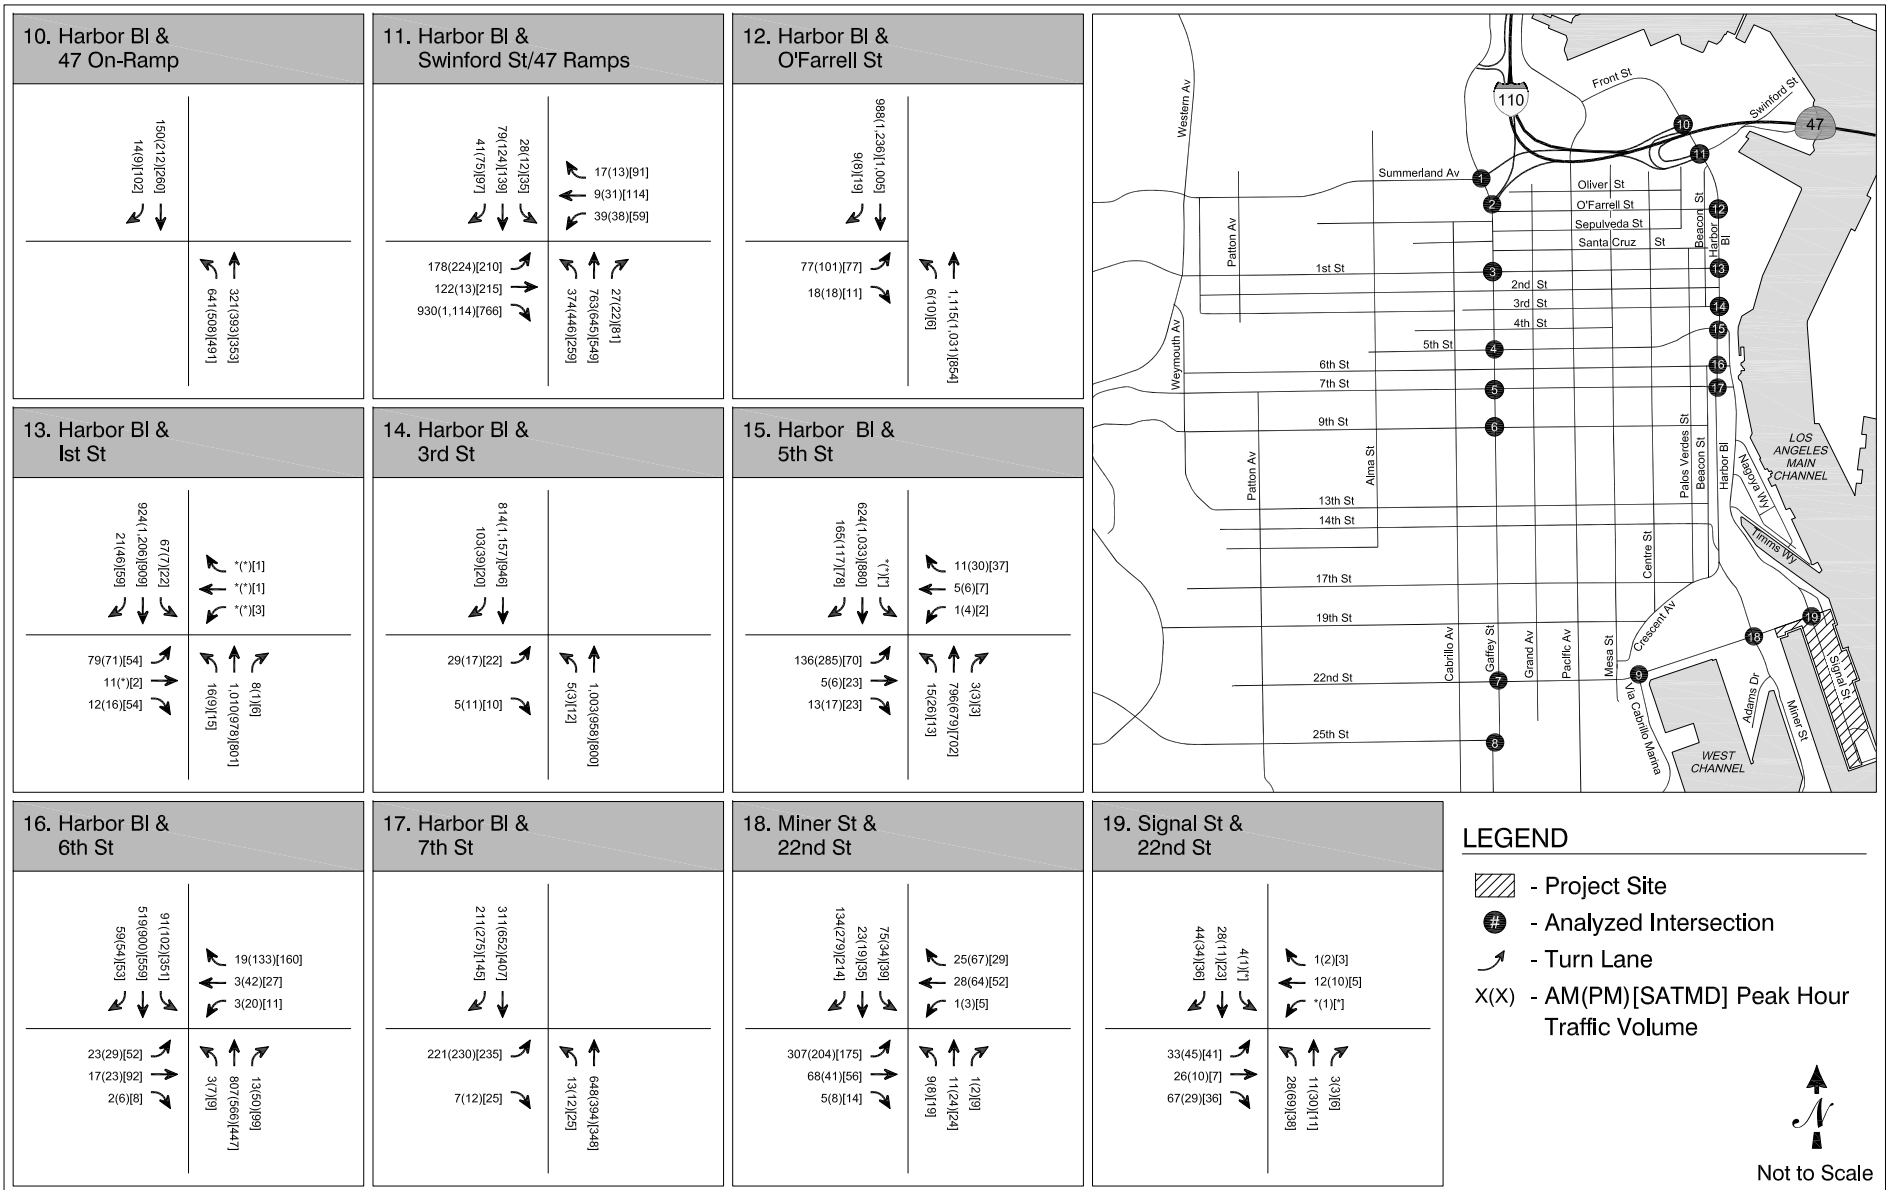 10. Harbor Bl &
47 On-Ramp
14(9)[102]
150(212)[260]
641(508)[491]
321(393)[353]
11. Harbor Bl &
Swinford St/47 Ramps
41(75)[97]
79(124)[139]
28(12)[35]
17(13)[91]
9(31)[114]
39(38)[59]
178(224)[210]
122(13)[215]
930(1,114)[766]
374(446)[259]
763(645)[549]
27(22)[81]
12. Harbor Bl &
O'Farrell St
9(8)[19]
988(1,236)[1,005]
77(101)[77]
18(18)[11]
6(10)[6]
1,115(1,031)[854]
13. Harbor Bl &
Ist St
21(46)[59]
924(1,206)[909]
67(7)[22]
*(*)[1]
*(*)[1]
*(*)[3]
79(71)[54]
11(*)[2]
12(16)[54]
16(9)[15]
1,010(978)[801]
8(1)[6]
14. Harbor Bl &
3rd St
103(39)[20]
814(1,157)[946]
29(17)[22]
5(11)[10]
5(3)[12]
1,003(958)[800]
15. Harbor Bl &
5th St
165(117)[78]
624(1,033)[880]
*(*)[*]
11(30)[37]
5(6)[7]
1(4)[2]
136(285)[70]
5(6)[23]
13(17)[23]
15(26)[13]
796(679)[702]
3(3)[3]
16. Harbor Bl &
6th St
59(54)[53]
519(900)[559]
91(102)[351]
19(133)[160]
3(42)[27]
3(20)[11]
23(29)[52]
17(23)[92]
2(6)[8]
3(7)[9]
807(566)[447]
13(50)[99]
17. Harbor Bl &
7th St
211(275)[145]
311(652)[407]
221(230)[235]
7(12)[25]
13(12)[25]
648(394)[348]
18. Miner St &
22nd St
134(279)[214]
23(19)[35]
75(34)[39]
25(67)[29]
28(64)[52]
1(3)[5]
307(204)[175]
68(41)[56]
5(8)[14]
9(8)[19]
11(24)[24]
1(2)[9]
19. Signal St &
22nd St
44(34)[36]
28(11)[23]
4(1)[*]
1(2)[3]
12(10)[5]
*(1)[*]
33(45)[41]
26(10)[7]
67(29)[36]
28(69)[38]
11(30)[11]
3(3)[6]
Western Av
110
Front St
Swinford St
47
10
11
Summerland Av
1
Oliver St
2
O'Farrell St
12
Sepulveda St
Santa Cruz St
Beacon St
Harbor Bl
Patton Av
1st St
3
13
2nd St
3rd St
14
4th St
15
5th St
4
6th St
16
7th St
5
17
Weymouth Av
9th St
6
Patton Av
Alma St
Palos Verdes St
Beacon St
Harbor Bl
Nagoya Wy
LOS
ANGELES
MAIN
CHANNEL
13th St
14th St
Timms Wy
Centre St
17th St
19th St
Cabrillo Av
Gaffey St
Grand Av
Pacific Av
Mesa St
Crescent Av
18
19
Signal St
22nd St
7
9
Via Cabrillo Marina
Adams Dr
Miner St
25th St
8
WEST
CHANNEL
LEGEND
- Project Site
# - Analyzed Intersection
- Turn Lane
X(X) - AM(PM)[SATMD] Peak Hour
Traffic Volume
N
Not to Scale